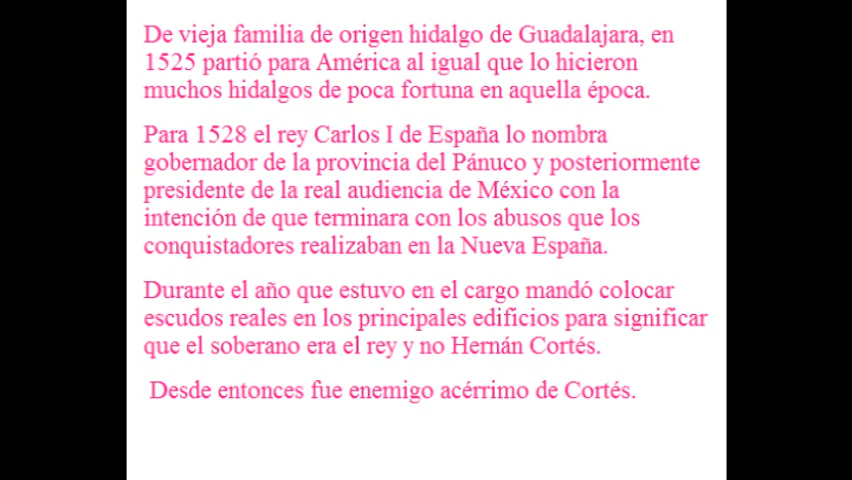 De vieja familia de origen hidalgo de Guadalajara, en
1525 partió para América al igual que lo hicieron
muchos hidalgos de poca fortuna en aquella época.
Para 1528 el rey Carlos I de España lo nombra
gobernador de la provincia del Pánuco y posteriormente
presidente de la real audiencia de México con la
intención de que terminara con los abusos que los
conquistadores realizaban en la Nueva España.
Durante el año que estuvo en el cargo mandó colocar
escudos reales en los principales edificios para significar
que el soberano era el rey y no Hernán Cortés.
Desde entonces fue enemigo acérrimo de Cortés.